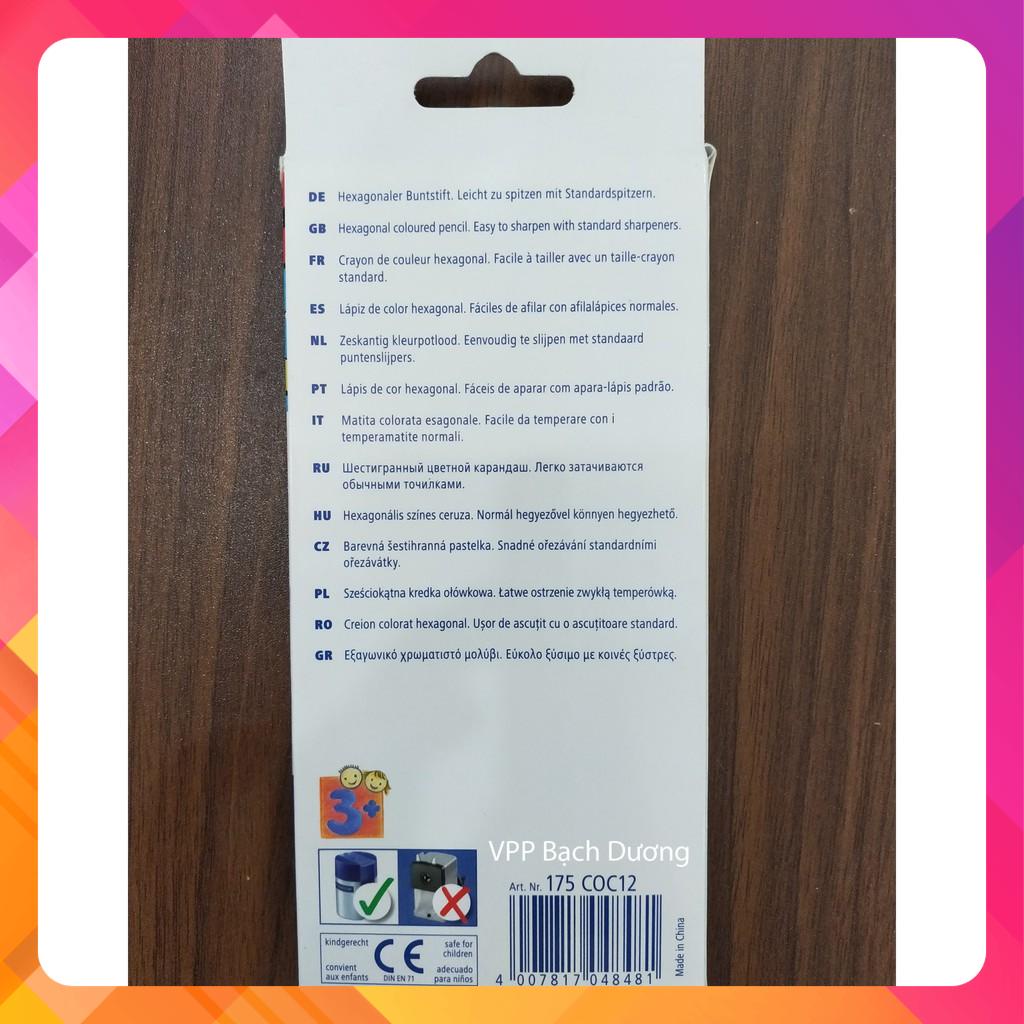 DE Hexagonaler Buntstift. Leicht zu spitzen mit Standardspitzern.
GB Hexagonal coloured pencil. Easy to sharpen with standard sharpeners.
FR Crayon de couleur hexagonal. Facile à tailler avec un taille-crayon
standard.
ES Lápiz de color hexagonal. Fáciles de afilar con afilalápices normales.
NL Zeskantig kleurpotlood. Eenvoudig te slijpen met standaard
puntenslijpers.
PT Lápis de cor hexagonal. Fáceis de aparar com apara-lápis padrão.
IT Matita colorata esagonale. Facile da temperare con i
temperamatite normali.
RU Шестигранный цветной карандаш. Легко затачиваются
обычными точилками.
HU Hexagonális színes ceruza. Normál hegyezővel könnyen hegyezhető.
CZ Barevná šestihranná pastelka. Snadné ořezávání standardními
ořezávátky.
PL Sześciokątna kredka ołówkowa. Łatwe ostrzenie zwykłą temperówką.
RO Creion colorat hexagonal. Ușor de ascuțit cu o ascuțitoare standard.
GR Εξαγωνικό χρωματιστό μολύβι. Εύκολο ξύσιμο με κοινές ξύστρες.
3+
VPP Bạch Dương
Art. Nr. 175 COC12
kindgerecht
convient
aux enfants
CE
DIN EN 71
safe for
children
adecuado
para niños
4 007817 048481
Made in China